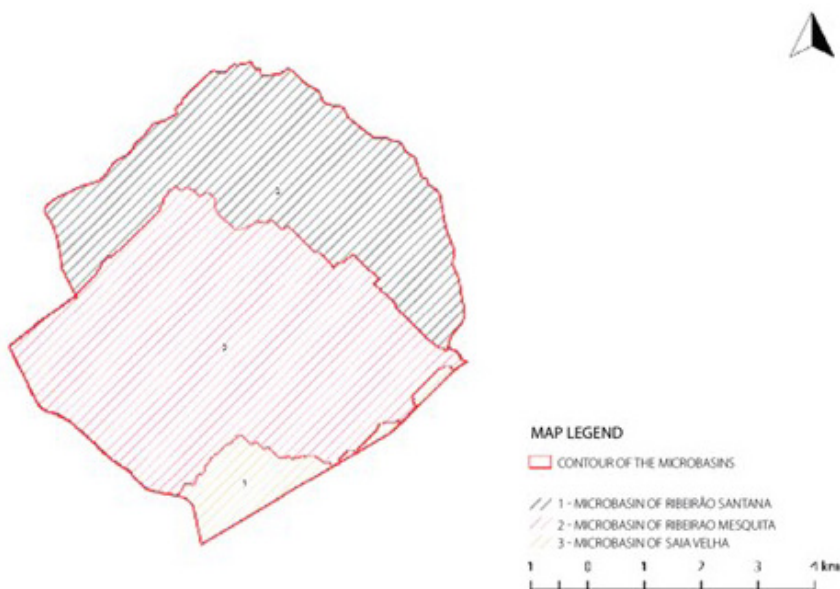 MAP LEGEND
CONTOUR OF THE MICROBASINS
1 - MICROBASIN OF RIBEIRÃO SANTANA
2 - MICROBASIN OF RIBEIRAO MESQUITA
3 - MICROBASIN OF SAIA VELHA
1 0 1 2 3 4 km